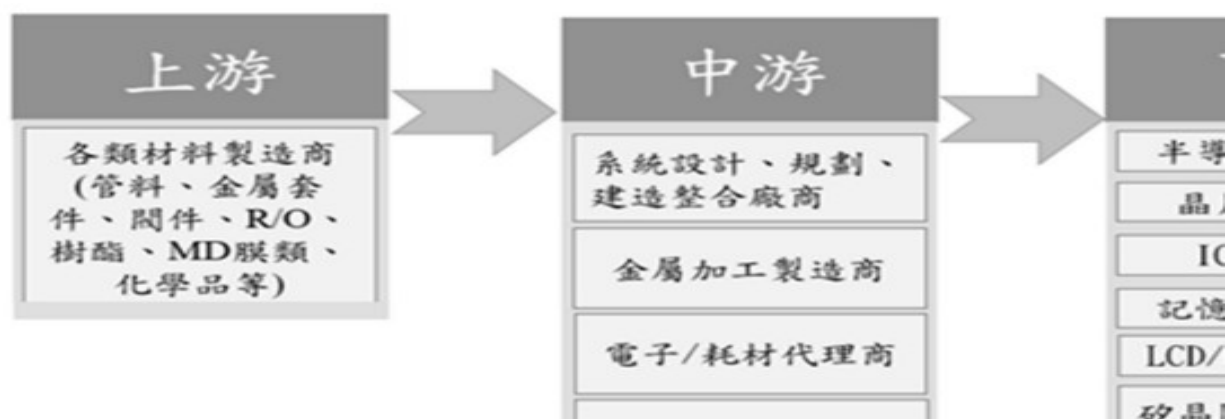 上游
各類材料製造商
(管料、金屬套
件、閥件、R/O、
樹酯、MD膜類、
化學品等)
中游
系統設計、規劃、
建造整合廠商
金屬加工製造商
電子/耗材代理商
半導
晶
記憶
LCD/
矽晶